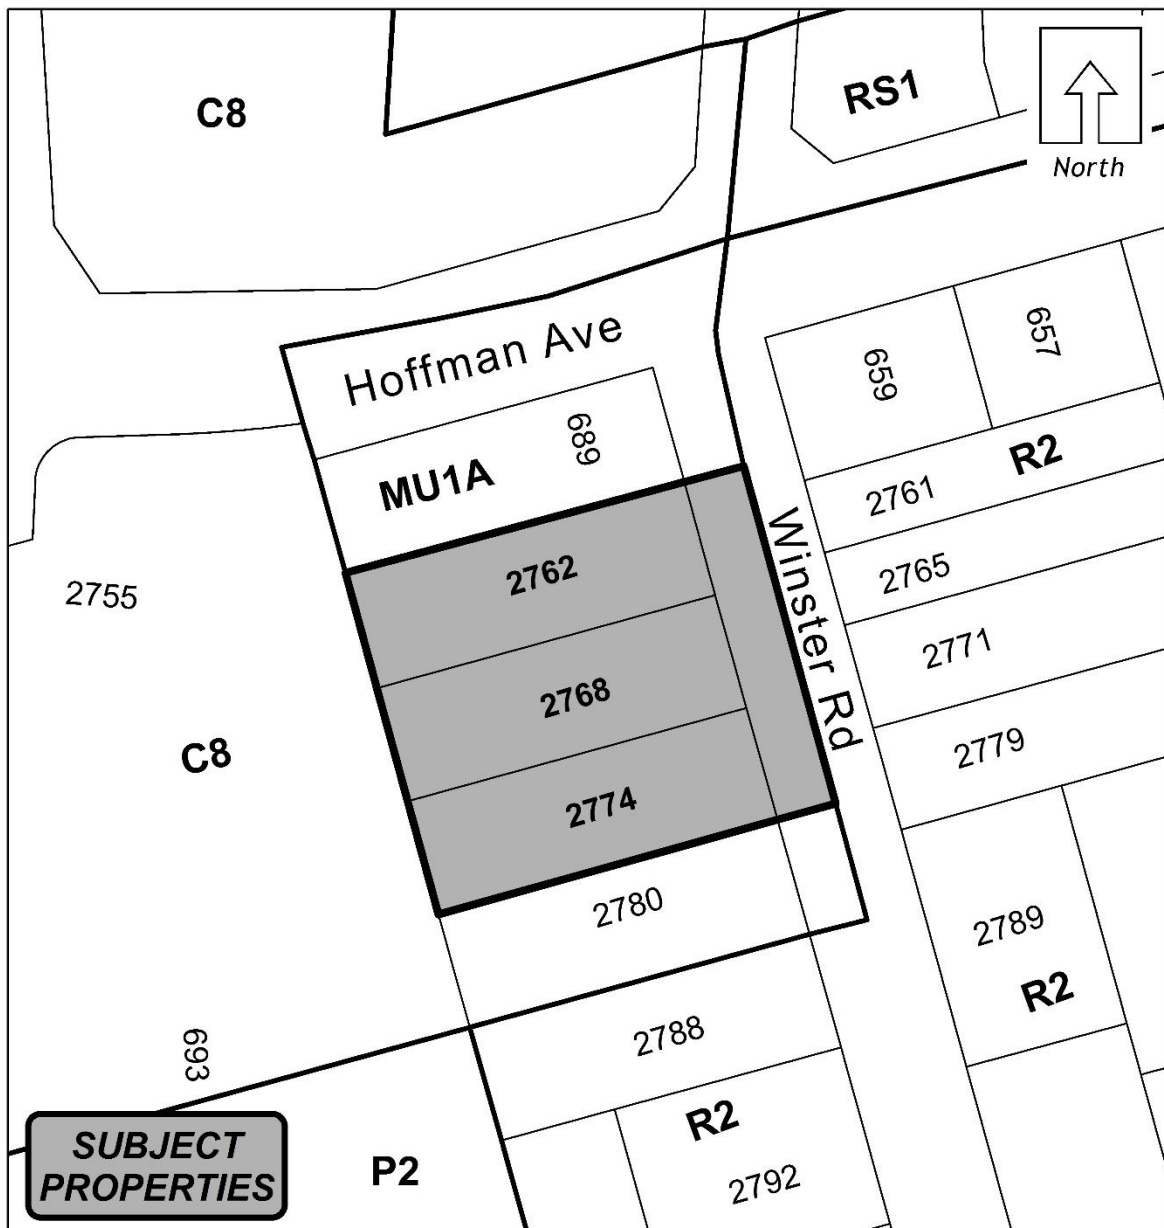 C8
RS1
North
Hoffman Ave
659
657
689
MU1A
R2
2761
2762
Winster Rd
2765
2755
2771
2768
C8
2779
2774
2780
2789
R2
2788
693
R2
P2
2792
SUBJECT
PROPERTIES